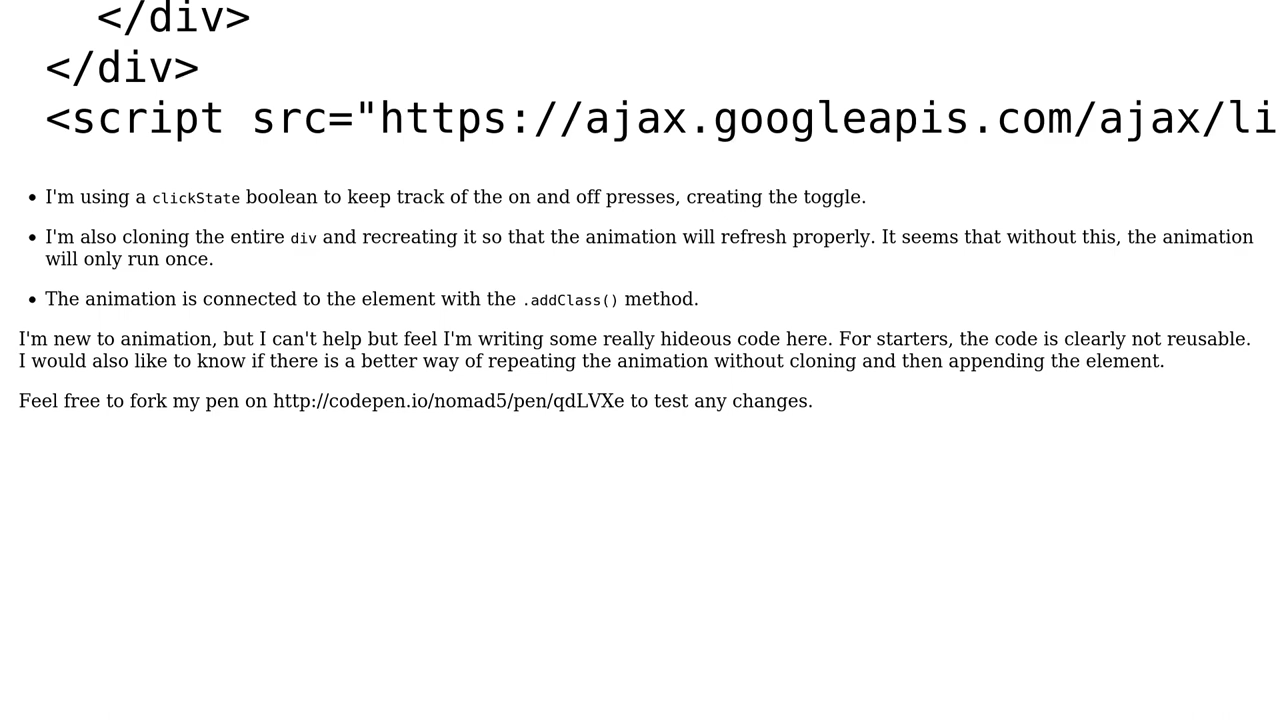 </div>
</div>
<script src="https://ajax.googleapis.com/ajax/li
• I'm using a clickState boolean to keep track of the on and off presses, creating the toggle.
• I'm also cloning the entire div and recreating it so that the animation will refresh properly. It seems that without this, the animation
will only run once.
• The animation is connected to the element with the .addClass() method.
I'm new to animation, but I can't help but feel I'm writing some really hideous code here. For starters, the code is clearly not reusable.
I would also like to know if there is a better way of repeating the animation without cloning and then appending the element.
Feel free to fork my pen on http://codepen.io/nomad5/pen/qdLVXe to test any changes.